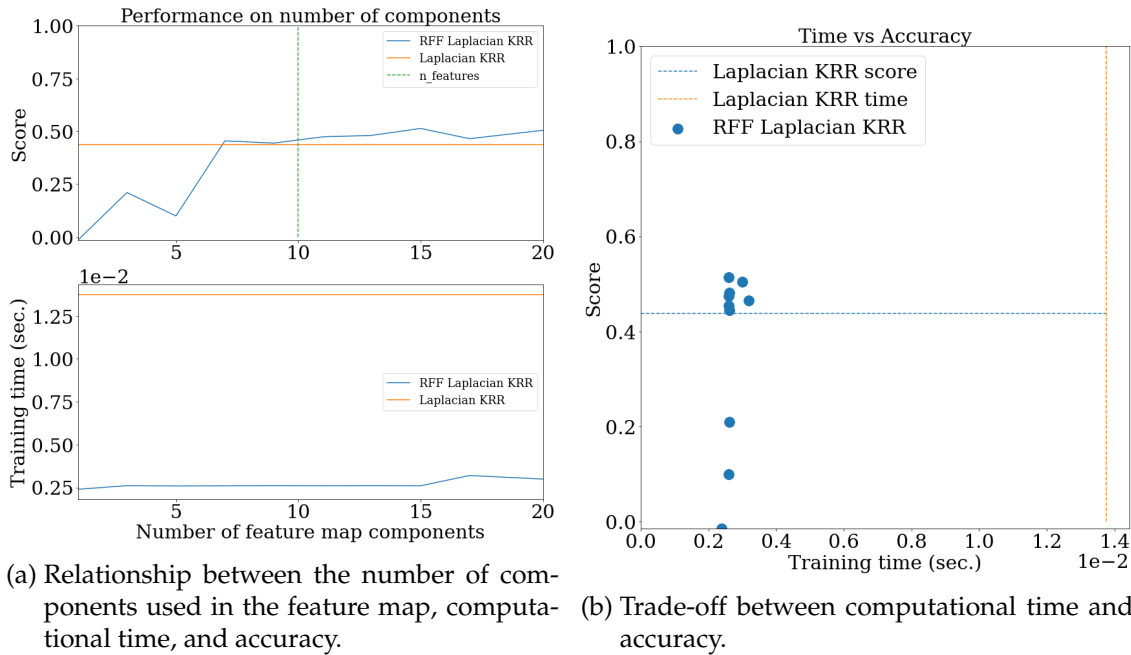 Performance on number of components
1.00
0.75
0.50
0.25
0.00
Score
RFF Laplacian KRR
Laplacian KRR
n_features
5
10
15
20
1e−2
1.25
1.00
0.75
0.50
0.25
Training time (sec.)
RFF Laplacian KRR
Laplacian KRR
5
10
15
20
Number of feature map components
(a) Relationship between the number of com-
ponents used in the feature map, computa-
tional time, and accuracy.
Time vs Accuracy
1.0
0.8
0.6
0.4
0.2
0.0
Score
Laplacian KRR score
Laplacian KRR time
RFF Laplacian KRR
0.0
0.2
0.4
0.6
0.8
1.0
1.2
1.4
Training time (sec.)
1e−2
(b) Trade-off between computational time and
accuracy.